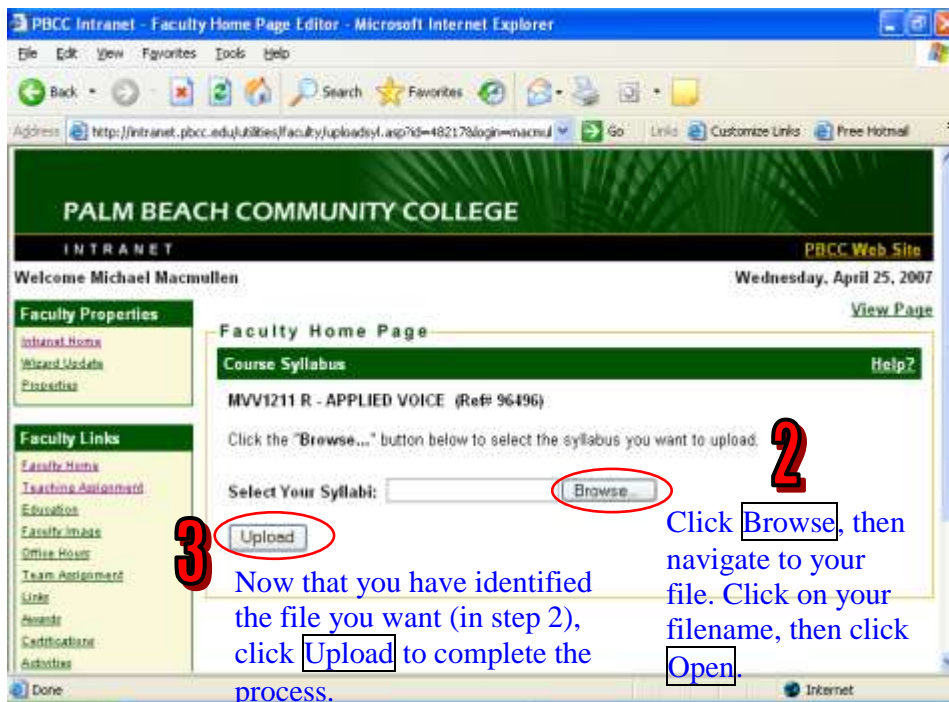 PBCC Intranet - Faculty Home Page Editor - Microsoft Internet Explorer
File Edit View Favorites Tools Help
Back Search Favorites
Address http://intranet.pbcc.edu/utilities/faculty/uploadsyl.asp?id=48217&login=macmul Go Links Customize Links Free Hotmail
PALM BEACH COMMUNITY COLLEGE
INTRANET
PBCC Web Site
Welcome Michael Macmullen
Wednesday, April 25, 2007
View Page
Faculty Properties
Intranet Home
Wizard Update
Properties
Faculty Links
Faculty Home
Teaching Assignment
Education
Faculty Image
Office Hours
Team Assignment
Links
Awards
Certifications
Activities
Faculty Home Page
Course Syllabus
Help?
MVV1211 R - APPLIED VOICE (Ref# 96496)
Click the "Browse..." button below to select the syllabus you want to upload.
Select Your Syllabi:
Browse...
Upload
2
Click Browse, then
navigate to your
file. Click on your
filename, then click
Open.
3
Now that you have identified
the file you want (in step 2),
click Upload to complete the
process.
Done
Internet